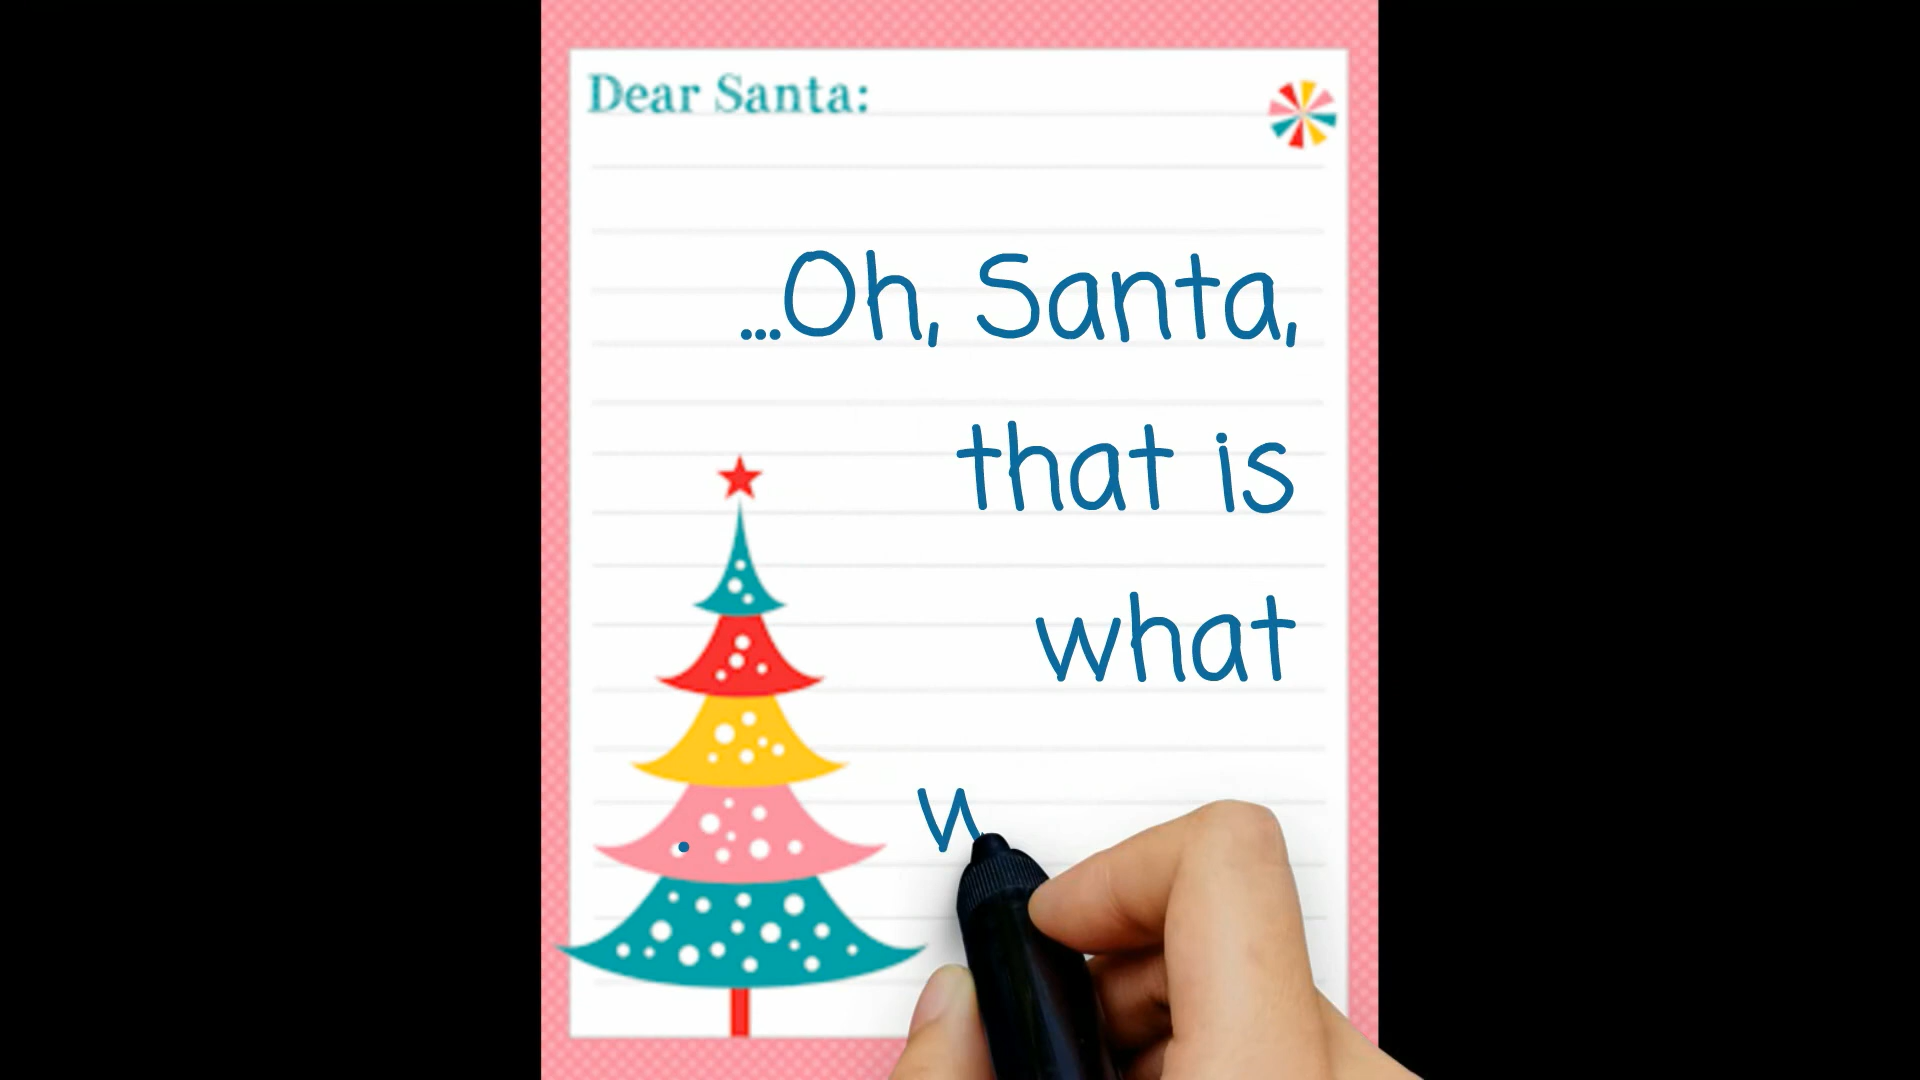 Dear Santa:
...Oh, Santa,
that is
what